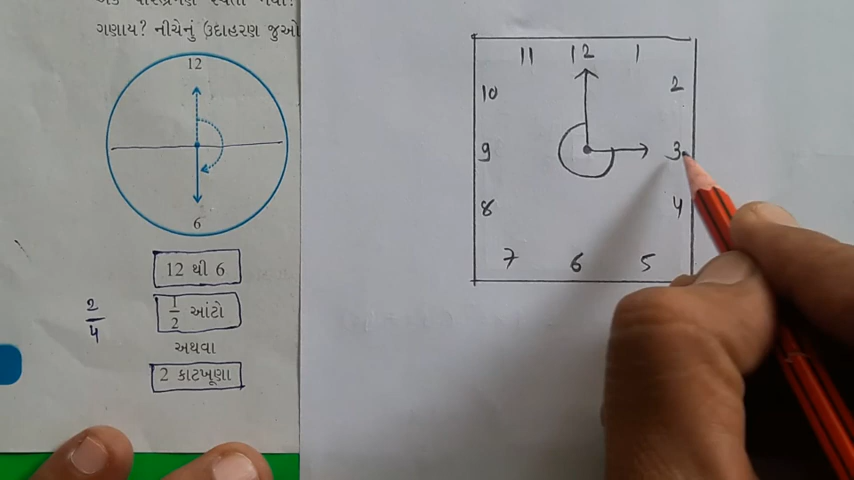 ગણાય? નીચેનું ઉદાહરણ જુઓ
12
6
12 થી 6
1/2 આંટો
અથવા
2 કાટખૂણા
2/4
11 12 1
10 2
9 3
8 4
7 6 5